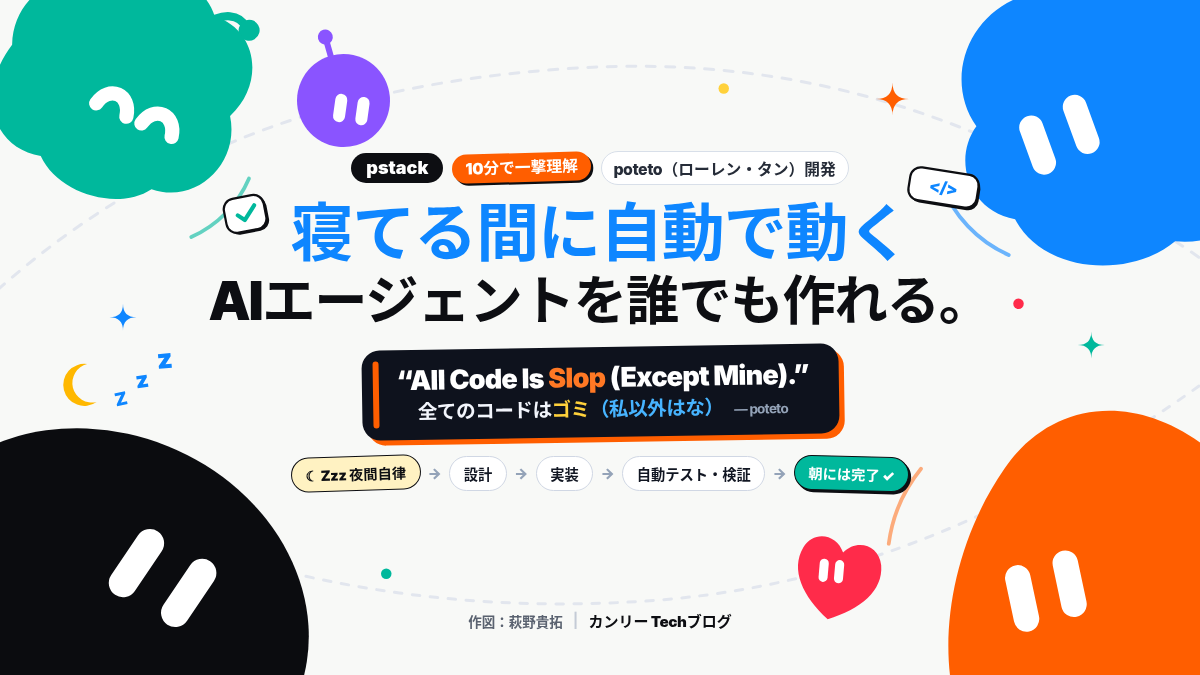 pstack 10分で一撃理解 poteto（ローレン・タン）開発
</>
寝てる間に自動で動く
AIエージェントを誰でも作れる。
z z z
“All Code Is Slop (Except Mine).”
全てのコードはゴミ（私以外はな） —poteto
Zzz 夜間自律 → 設計 → 実装 → 自動テスト・検証 → 朝には完了 ✓
作図：萩野貴拓 | カンリー Techブログ